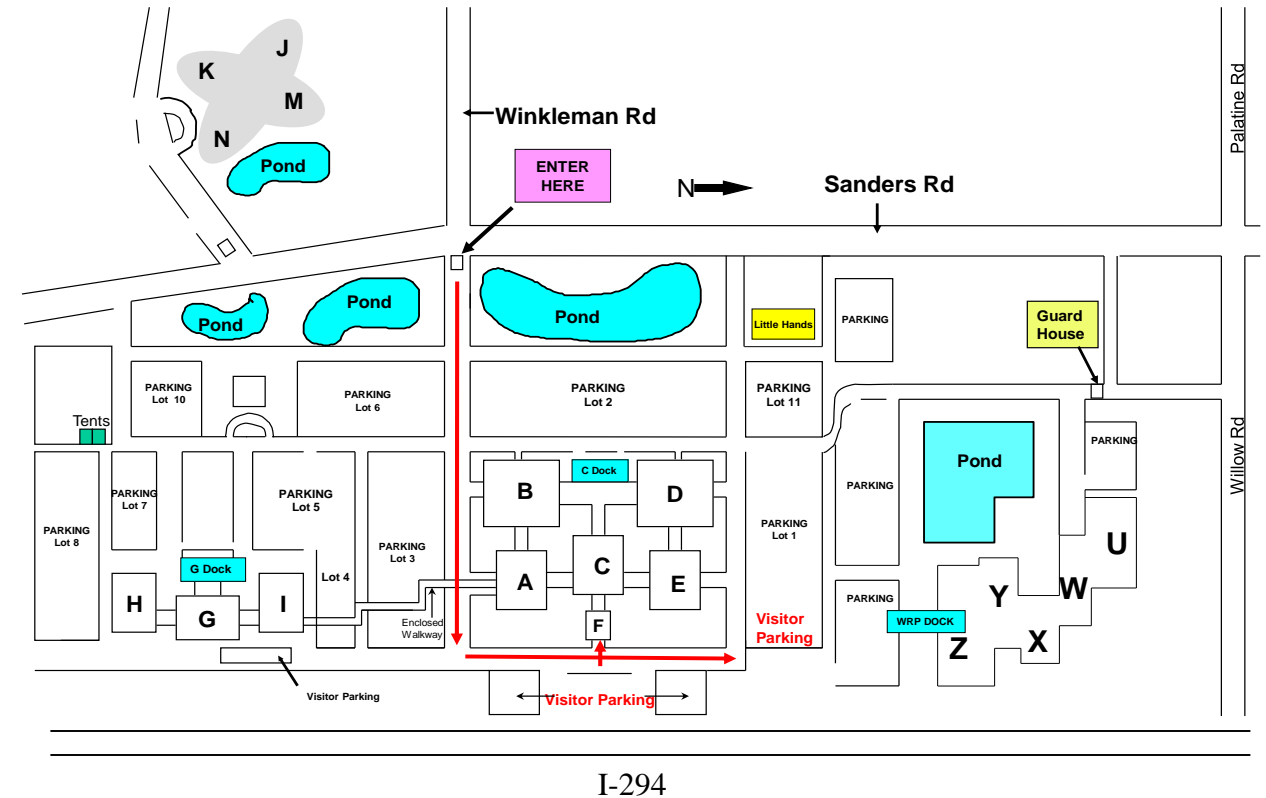 J
K
M
N
Pond
Winkleman Rd
ENTER
HERE
N
Sanders Rd
Palatine Rd
Pond
Pond
Pond
Little Hands
PARKING
Guard
House
PARKING
Lot 10
PARKING
Lot 6
PARKING
Lot 2
PARKING
Lot 11
Tents
PARKING
Willow Rd
Pond
B
C Dock
D
PARKING
Lot 7
PARKING
Lot 5
PARKING
PARKING
Lot 8
PARKING
Lot 1
PARKING
Lot 3
U
G Dock
Lot 4
A
C
E
W
H
G
I
Y
PARKING
Enclosed
Walkway
F
Visitor
Parking
WRP DOCK
Z
X
Visitor Parking
Visitor Parking
I-294